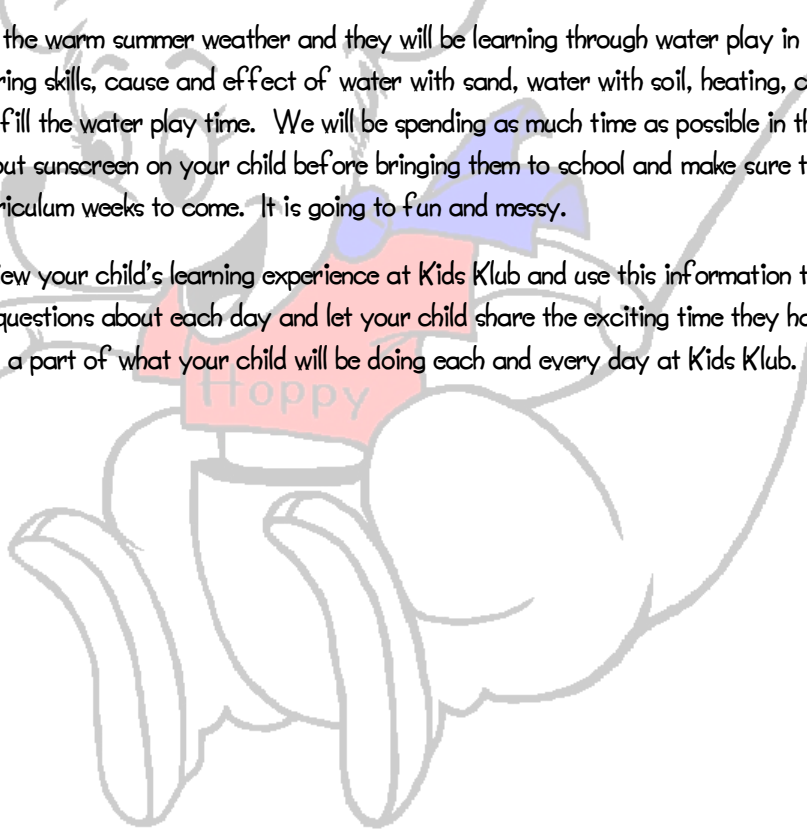 the warm summer weather and they will be learning through water play in
ring skills, cause and effect of water with sand, water with soil, heating, c
fill the water play time. We will be spending as much time as possible in th
out sunscreen on your child before bringing them to school and make sure t
riculum weeks to come. It is going to fun and messy.
iew your child's learning experience at Kids Klub and use this information t
questions about each day and let your child share the exciting time they ha
a part of what your child will be doing each and every day at Kids Klub.
Hoppy